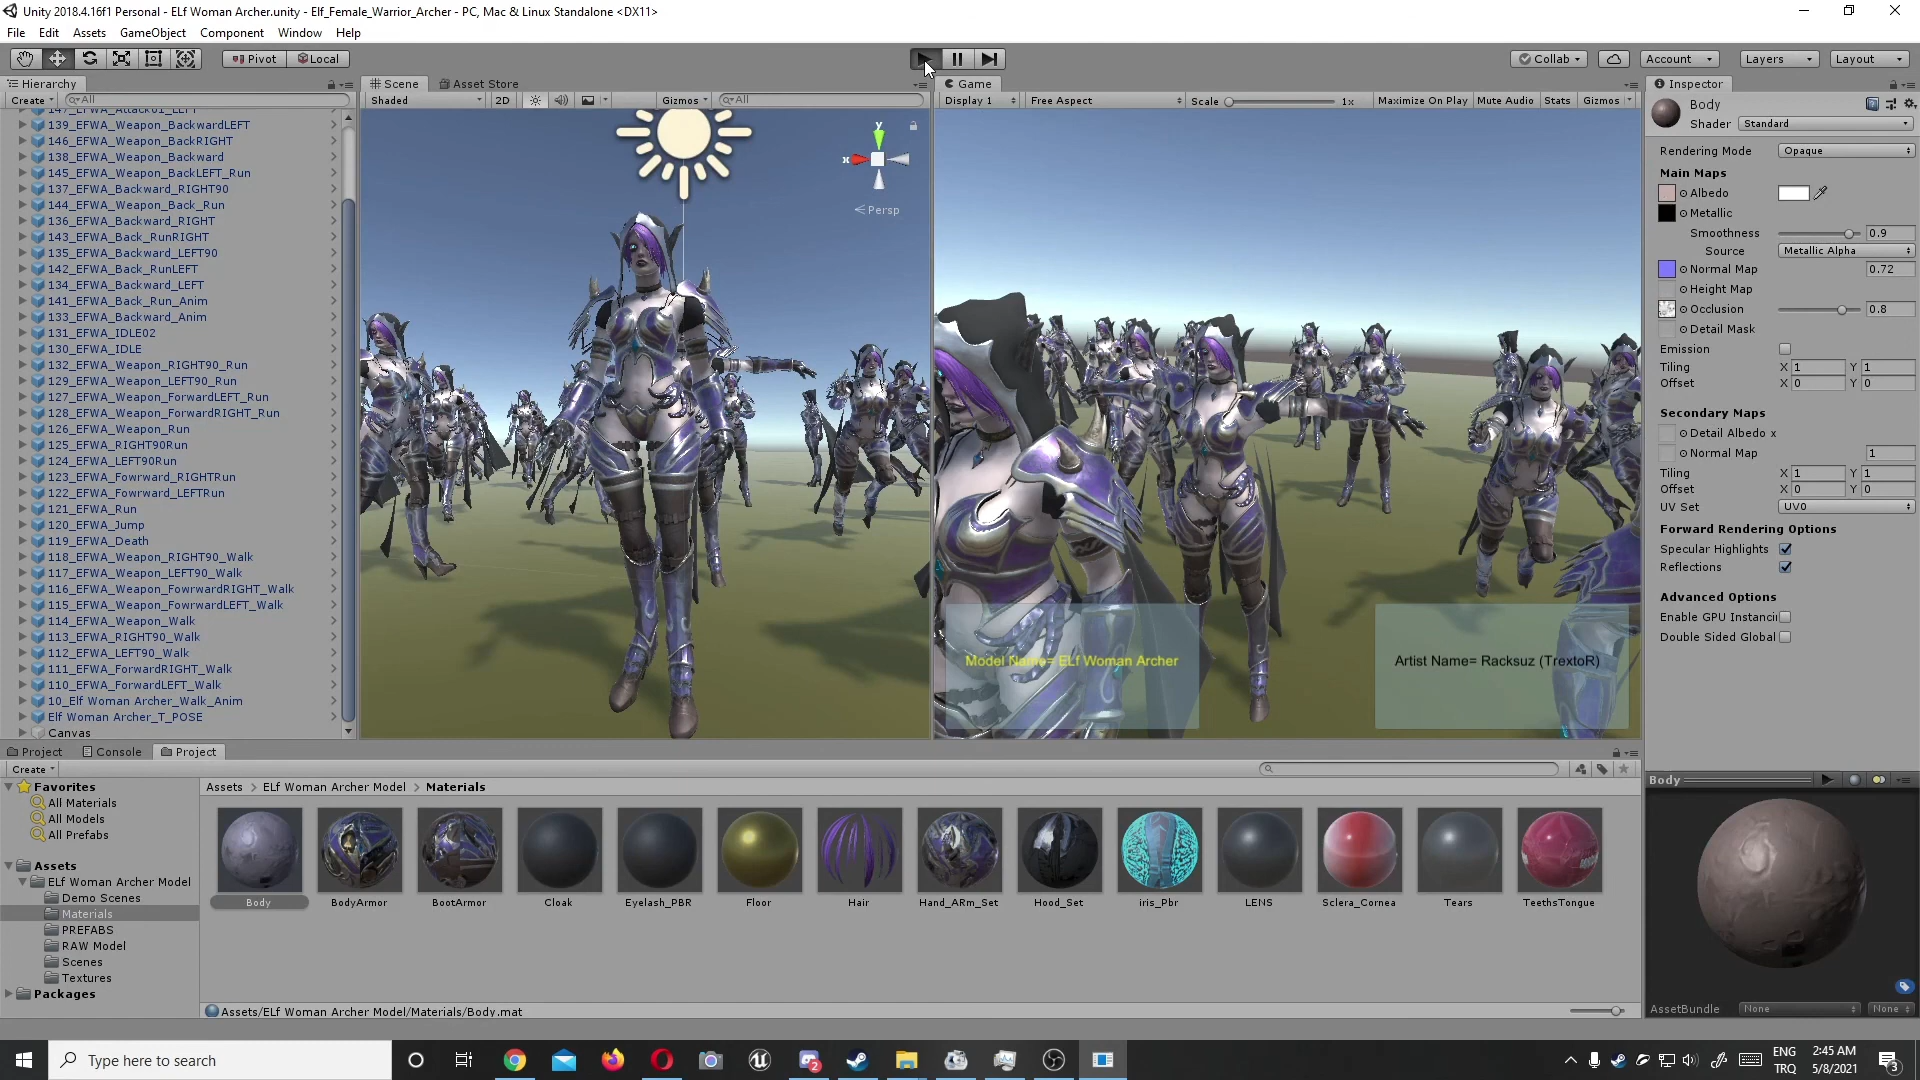 Unity 2018.4.16f1 Personal - ELf Woman Archer.unity - Elf_Female_Warrior_Archer - PC, Mac & Linux Standalone <DX11>
File Edit Assets GameObject Component Window Help
Pivot Local Collab Account Layers Layout
Hierarchy
Create All
147_EFWA_Attack01_LEFT
139_EFWA_Weapon_BackwardLEFT
146_EFWA_Weapon_BackRIGHT
138_EFWA_Weapon_Backward
145_EFWA_Weapon_BackLEFT_Run
137_EFWA_Backward_RIGHT90
144_EFWA_Weapon_Back_Run
136_EFWA_Backward_RIGHT
143_EFWA_Back_RunRIGHT
135_EFWA_Backward_LEFT90
142_EFWA_Back_RunLEFT
134_EFWA_Backward_LEFT
141_EFWA_Back_Run_Anim
133_EFWA_Backward_Anim
131_EFWA_IDLE02
130_EFWA_IDLE
132_EFWA_Weapon_RIGHT90_Run
129_EFWA_Weapon_LEFT90_Run
127_EFWA_Weapon_ForwardLEFT_Run
128_EFWA_Weapon_ForwardRIGHT_Run
126_EFWA_Weapon_Run
125_EFWA_RIGHT90Run
124_EFWA_LEFT90Run
123_EFWA_Fowrward_RIGHTRun
122_EFWA_Fowrward_LEFTRun
121_EFWA_Run
120_EFWA_Jump
119_EFWA_Death
118_EFWA_Weapon_RIGHT90_Walk
117_EFWA_Weapon_LEFT90_Walk
116_EFWA_Weapon_FowrwardRIGHT_Walk
115_EFWA_Weapon_FowrwardLEFT_Walk
114_EFWA_Weapon_Walk
113_EFWA_RIGHT90_Walk
112_EFWA_LEFT90_Walk
111_EFWA_ForwardRIGHT_Walk
110_EFWA_ForwardLEFT_Walk
10_Elf Woman Archer_Walk_Anim
Elf Woman Archer_T_POSE
Canvas
Scene Asset Store
Shaded 2D Gizmos All
y
x
Persp
Game
Display 1 Free Aspect Scale 1x Maximize On Play Mute Audio Stats Gizmos
Model Name= ELf Woman Archer
Artist Name= Racksuz (TrextoR)
Inspector
Body
Shader Standard
Rendering Mode Opaque
Main Maps
Albedo
Metallic
Smoothness 0.9
Source Metallic Alpha
Normal Map 0.72
Height Map
Occlusion 0.8
Detail Mask
Emission
Tiling X 1 Y 1
Offset X 0 Y 0
Secondary Maps
Detail Albedo x
Normal Map 1
Tiling X 1 Y 1
Offset X 0 Y 0
UV Set UV0
Forward Rendering Options
Specular Highlights
Reflections
Advanced Options
Enable GPU Instanci
Double Sided Global
Body
AssetBundle None None
Project Console Project
Create
Favorites
All Materials
All Models
All Prefabs
Assets
ELf Woman Archer Model
Demo Scenes
Materials
PREFABS
RAW Model
Scenes
Textures
Packages
Assets > ELf Woman Archer Model > Materials
Body BodyArmor BootArmor Cloak Eyelash_PBR Floor Hair Hand_ARm_Set Hood_Set iris_Pbr LENS Sclera_Cornea Tears TeethsTongue
Assets/ELf Woman Archer Model/Materials/Body.mat
Type here to search
2
ENG
TRQ
2:45 AM
5/8/2021
3